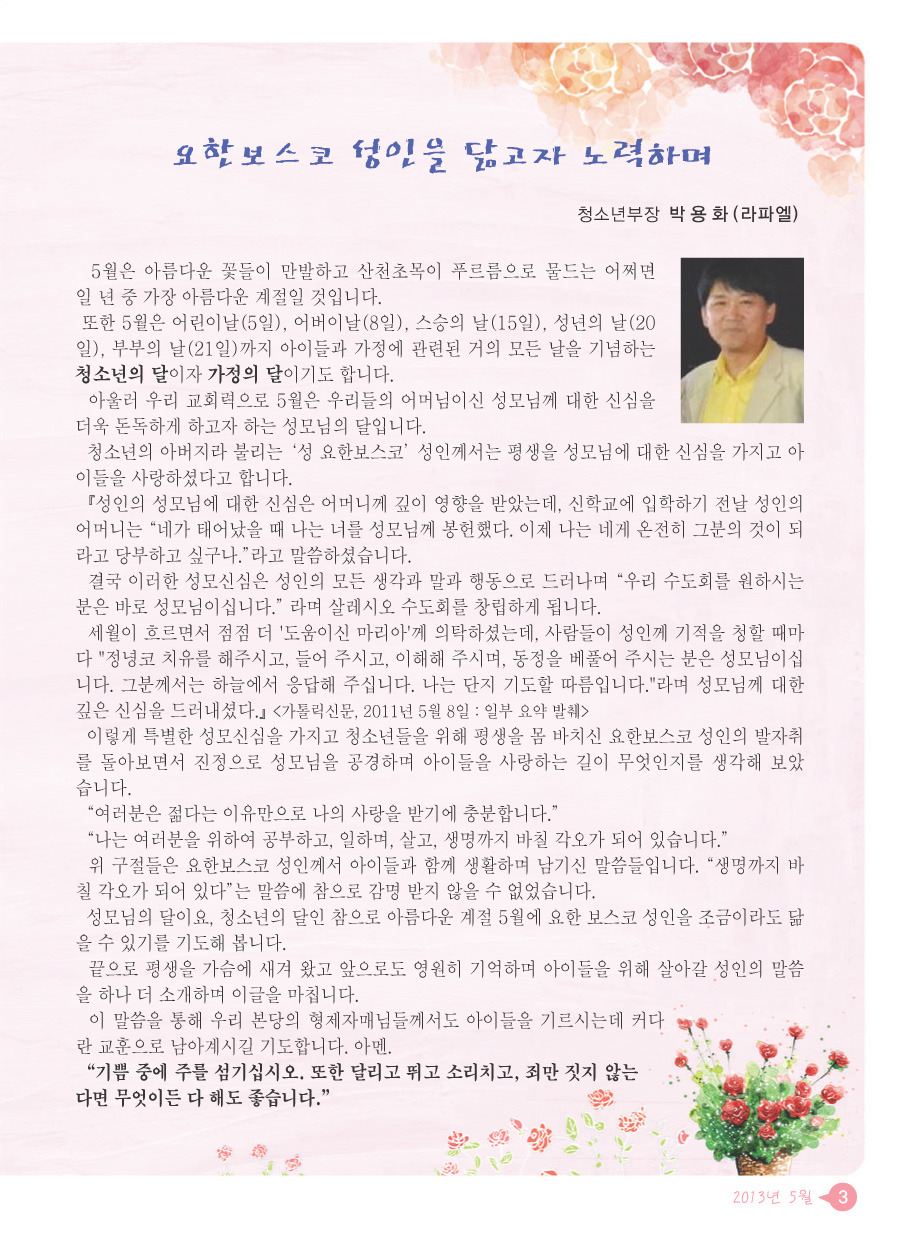 요한보스코 성인을 닮고자 노력하며
청소년부장 박 용 화 (라파엘)
5월은 아름다운 꽃들이 만발하고 산천초목이 푸르름으로 물드는 어쩌면
일 년 중 가장 아름다운 계절일 것입니다.
또한 5월은 어린이날(5일), 어버이날(8일), 스승의 날(15일), 성년의 날(20
일), 부부의 날(21일)까지 아이들과 가정에 관련된 거의 모든 날을 기념하는
청소년의 달이자 가정의 달이기도 합니다.
아울러 우리 교회력으로 5월은 우리들의 어머님이신 성모님께 대한 신심을
더욱 돈독하게 하고자 하는 성모님의 달입니다.
청소년의 아버지라 불리는 ‘성 요한보스코’ 성인께서는 평생을 성모님에 대한 신심을 가지고 아
이들을 사랑하셨다고 합니다.
『성인의 성모님에 대한 신심은 어머니께 깊이 영향을 받았는데, 신학교에 입학하기 전날 성인의
어머니는 “네가 태어났을 때 나는 너를 성모님께 봉헌했다. 이제 나는 네게 온전히 그분의 것이 되
라고 당부하고 싶구나.”라고 말씀하셨습니다.
결국 이러한 성모신심은 성인의 모든 생각과 말과 행동으로 드러나며 “우리 수도회를 원하시는
분은 바로 성모님이십니다.” 라며 살레시오 수도회를 창립하게 됩니다.
세월이 흐르면서 점점 더 '도움이신 마리아'께 의탁하셨는데, 사람들이 성인께 기적을 청할 때마
다 "정녕코 치유를 해주시고, 들어 주시고, 이해해 주시며, 동정을 베풀어 주시는 분은 성모님이십
니다. 그분께서는 하늘에서 응답해 주십니다. 나는 단지 기도할 따름입니다."라며 성모님께 대한
깊은 신심을 드러내셨다.』 <가톨릭신문, 2011년 5월 8일 : 일부 요약 발췌>
이렇게 특별한 성모신심을 가지고 청소년들을 위해 평생을 몸 바치신 요한보스코 성인의 발자취
를 돌아보면서 진정으로 성모님을 공경하며 아이들을 사랑하는 길이 무엇인지를 생각해 보았
습니다.
“여러분은 젊다는 이유만으로 나의 사랑을 받기에 충분합니다.”
“나는 여러분을 위하여 공부하고, 일하며, 살고, 생명까지 바칠 각오가 되어 있습니다.”
위 구절들은 요한보스코 성인께서 아이들과 함께 생활하며 남기신 말씀들입니다. “생명까지 바
칠 각오가 되어 있다”는 말씀에 참으로 감명 받지 않을 수 없었습니다.
성모님의 달이요, 청소년의 달인 참으로 아름다운 계절 5월에 요한 보스코 성인을 조금이라도 닮
을 수 있기를 기도해 봅니다.
끝으로 평생을 가슴에 새겨 왔고 앞으로도 영원히 기억하며 아이들을 위해 살아갈 성인의 말씀
을 하나 더 소개하며 이글을 마칩니다.
이 말씀을 통해 우리 본당의 형제자매님들께서도 아이들을 기르시는데 커다
란 교훈으로 남아계시길 기도합니다. 아멘.
“기쁨 중에 주를 섬기십시오. 또한 달리고 뛰고 소리치고, 죄만 짓지 않는
다면 무엇이든 다 해도 좋습니다.”
2013년 5월 3